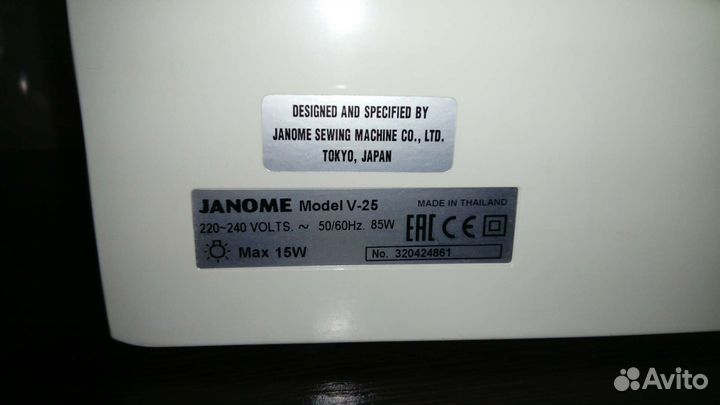 DESIGNED AND SPECIFIED BY
JANOME SEWING MACHINE CO., LTD.
TOKYO, JAPAN
JANOME Model V-25 MADE IN THAILAND
220~240 VOLTS. ~ 50/60Hz. 85W EAC CE
Max 15W No. 320424861
Avito